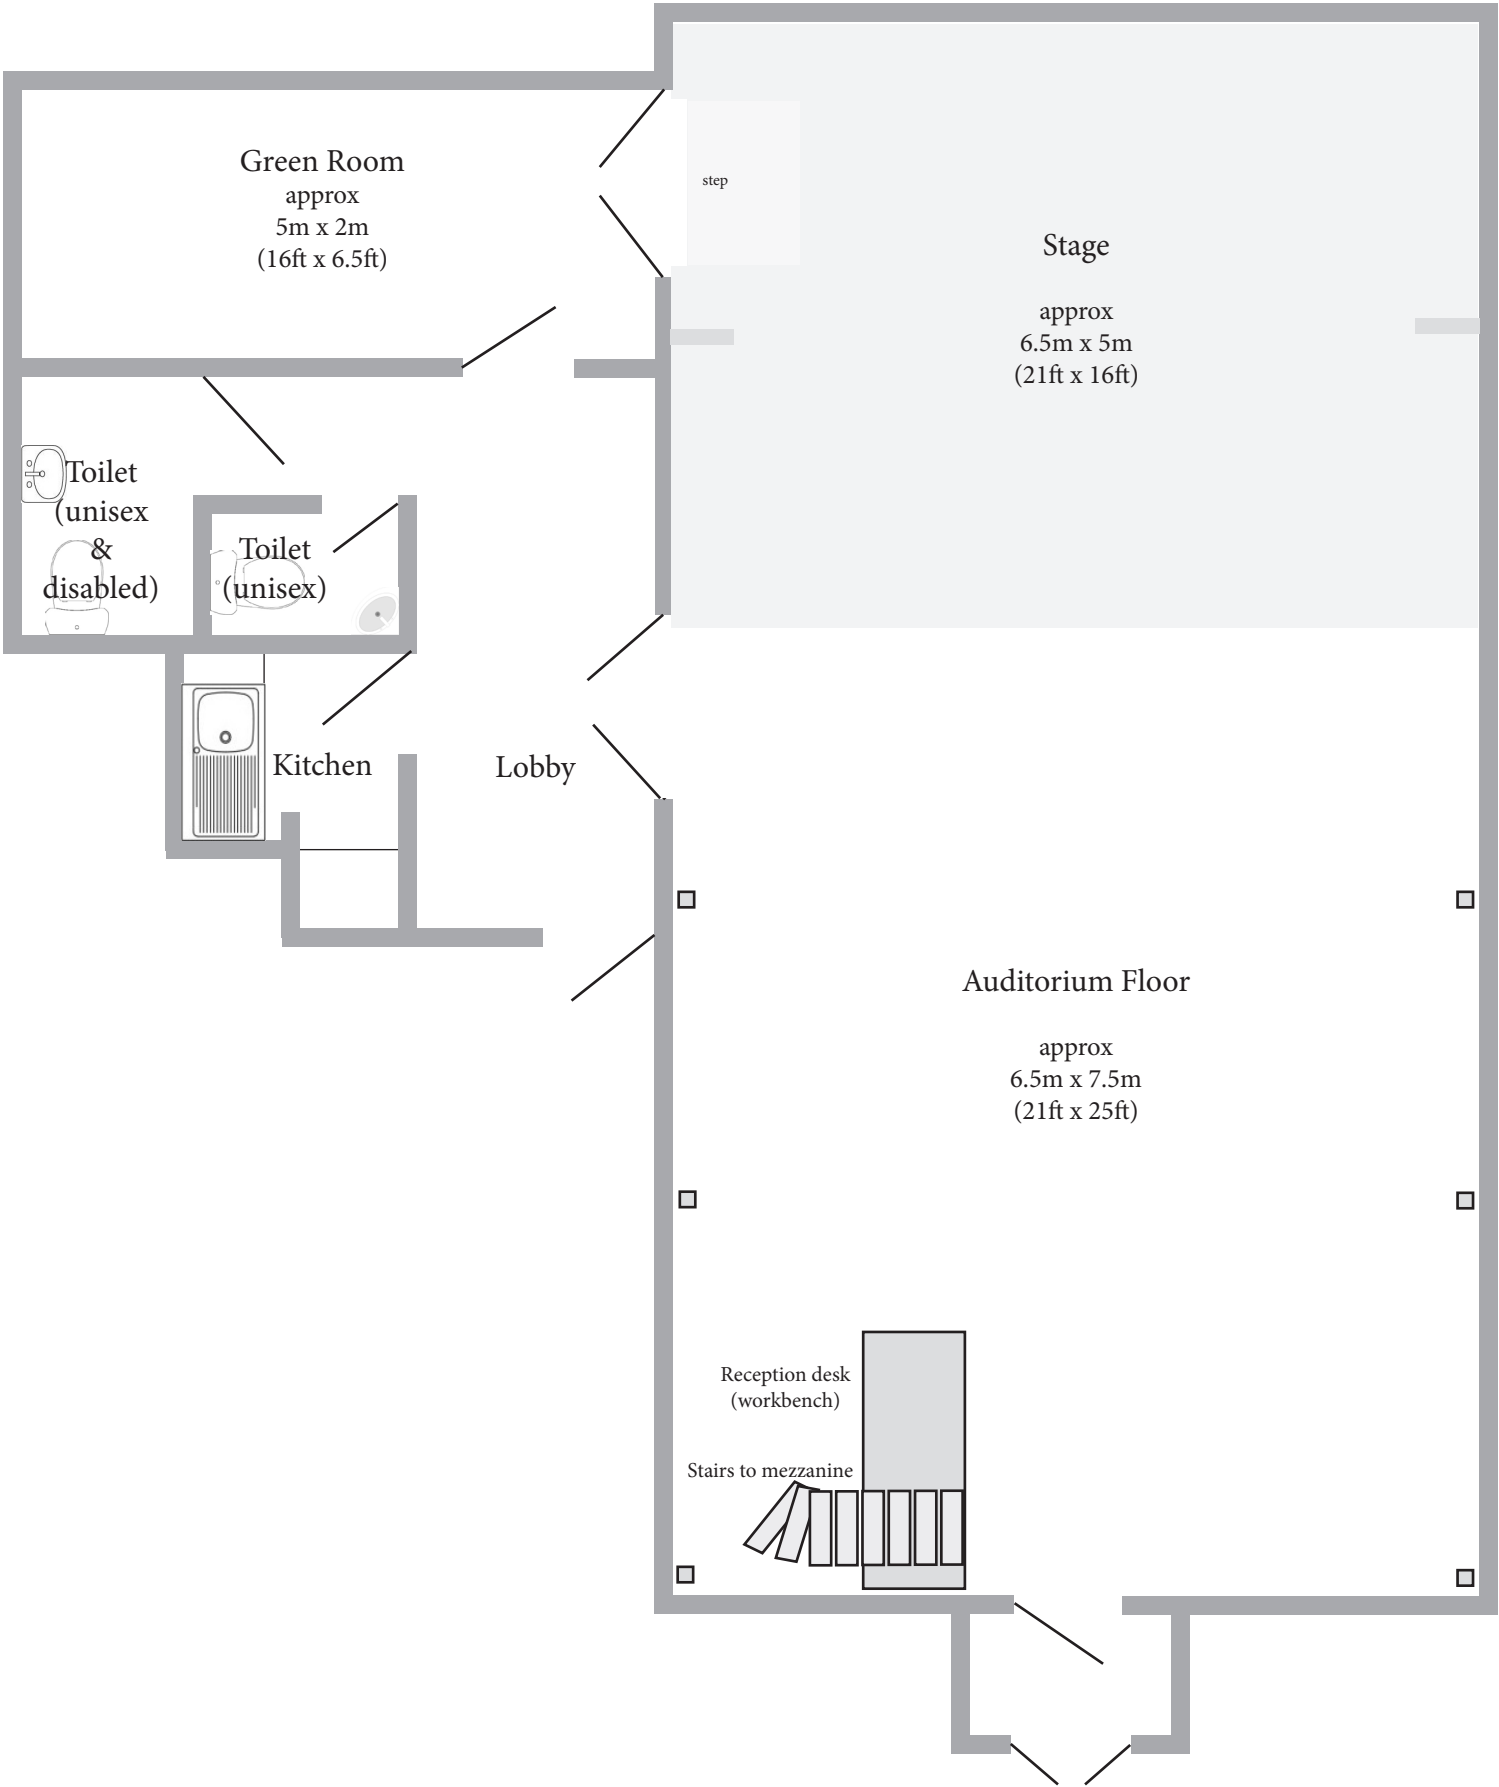 Green Room
approx
5m x 2m
(16ft x 6.5ft)
step
Stage
approx
6.5m x 5m
(21ft x 16ft)
Toilet
(unisex
&
disabled)
Toilet
(unisex)
Kitchen
Lobby
Auditorium Floor
approx
6.5m x 7.5m
(21ft x 25ft)
Reception desk
(workbench)
Stairs to mezzanine